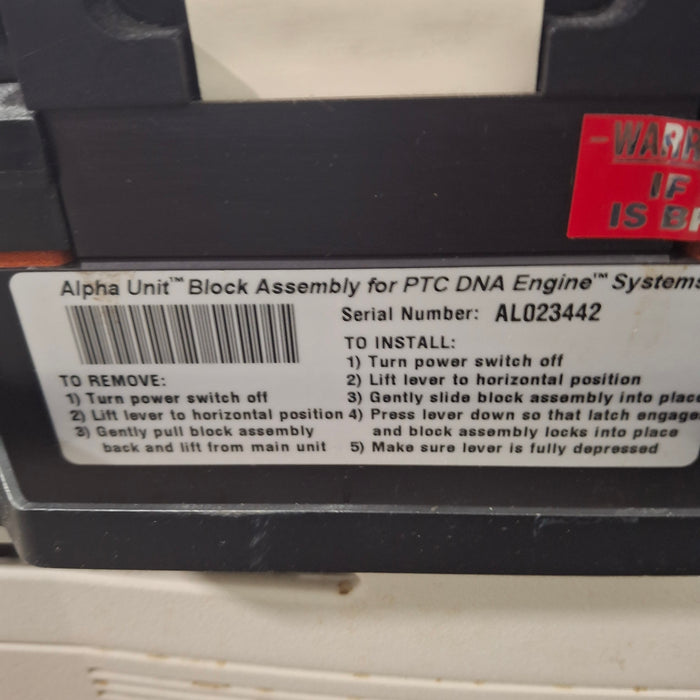 -WARN
IF
IS B
Alpha Unit™ Block Assembly for PTC DNA Engine™ Systems
Serial Number: AL023442
TO REMOVE:
1) Turn power switch off
2) Lift lever to horizontal position
3) Gently pull block assembly
back and lift from main unit
TO INSTALL:
1) Turn power switch off
2) Lift lever to horizontal position
3) Gently slide block assembly into place
4) Press lever down so that latch engage
and block assembly locks into place
5) Make sure lever is fully depressed